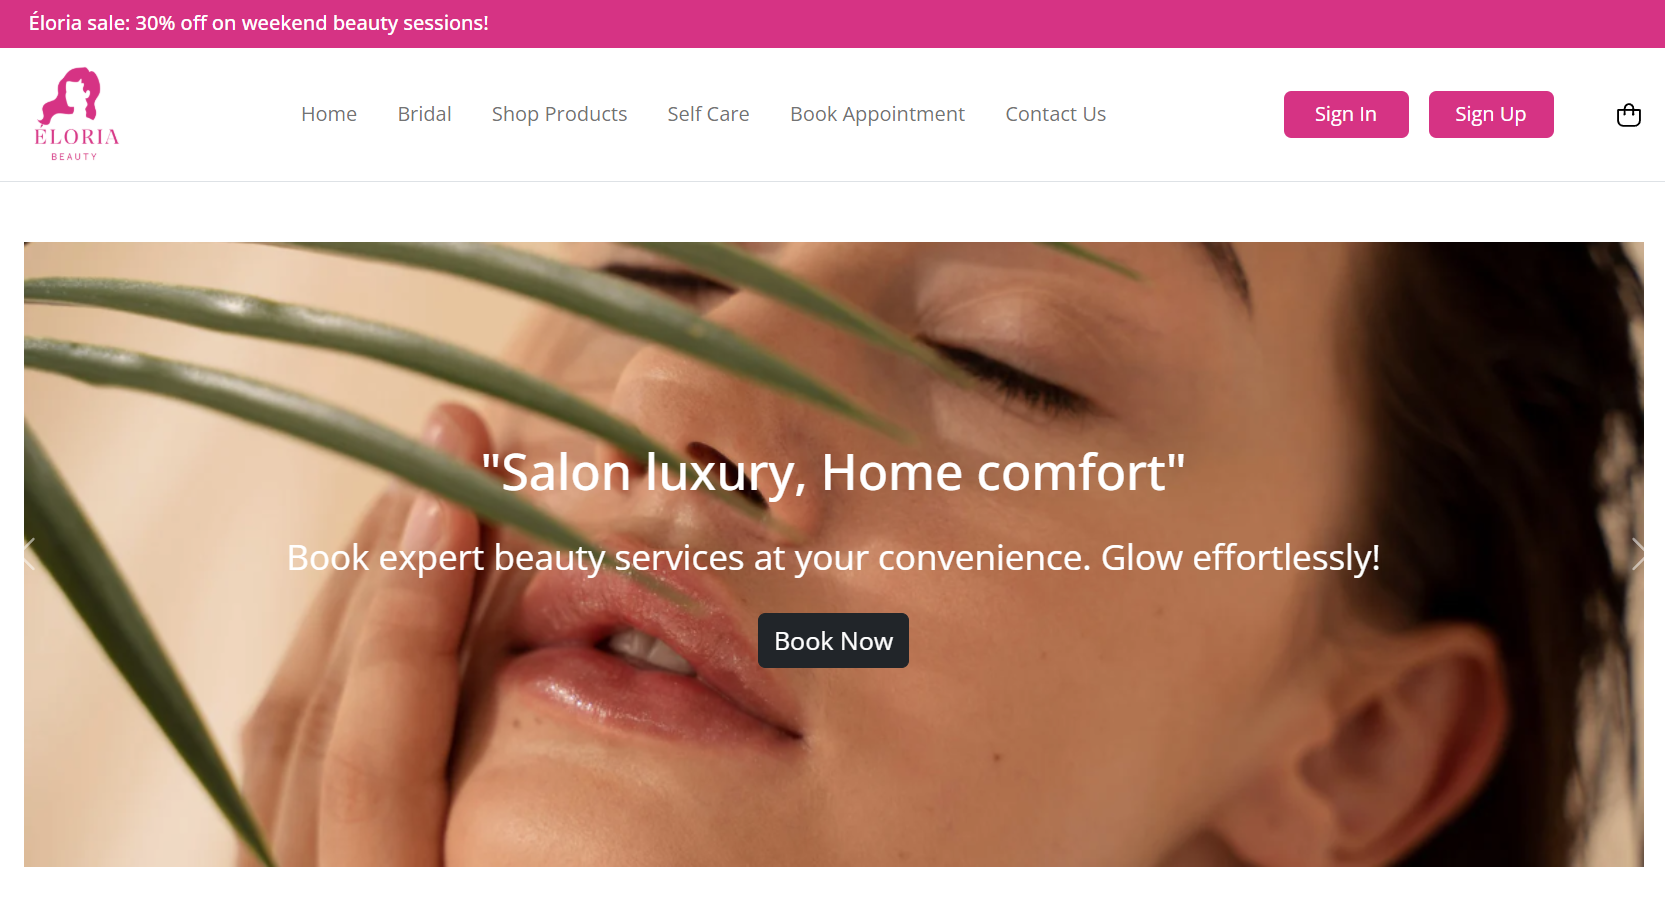 Éloria sale: 30% off on weekend beauty sessions!
ÉLORIA
BEAUTY
Home
Bridal
Shop Products
Self Care
Book Appointment
Contact Us
Sign In
Sign Up
"Salon luxury, Home comfort"
Book expert beauty services at your convenience. Glow effortlessly!
Book Now